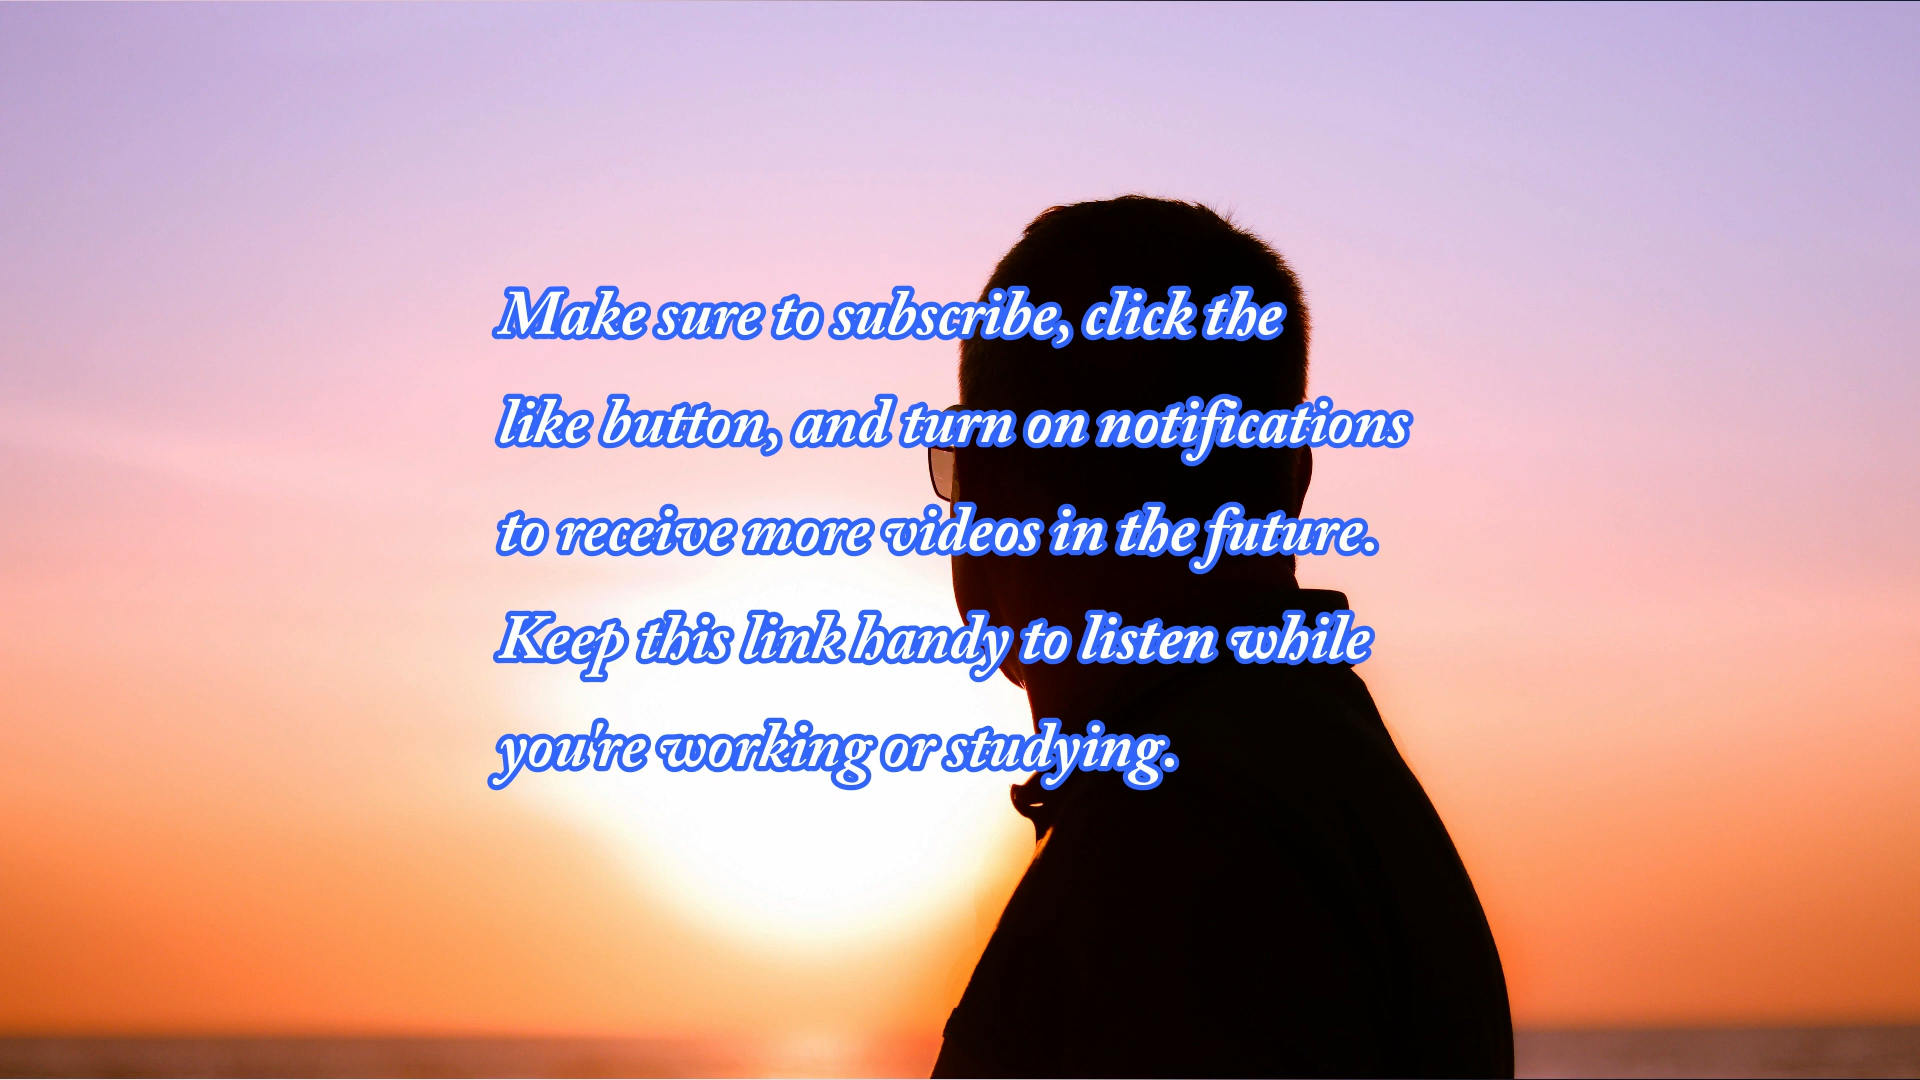 Make sure to subscribe, click the
like button, and turn on notifications
to receive more videos in the future.
Keep this link handy to listen while
you're working or studying.